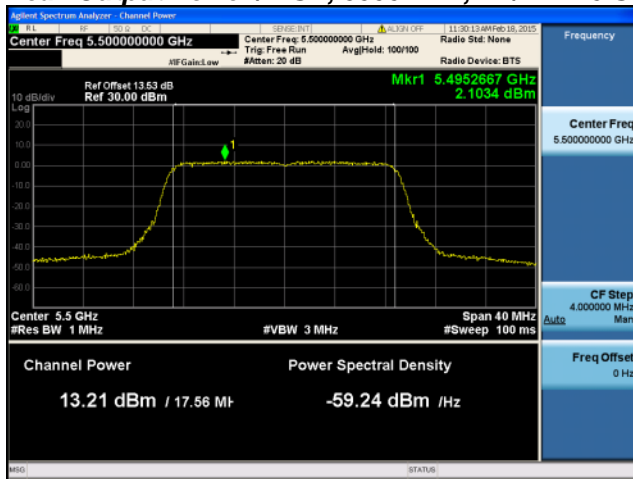 Agilent Spectrum Analyzer - Channel Power
RL RF 50 Ω DC SENSE:INT ALIGN OFF 11:30:13 AM Feb 18, 2015
Center Freq 5.500000000 GHz
Center Freq: 5.500000000 GHz
Radio Std: None
Trig: Free Run Avg|Hold: 100/100
#IFGain:Low #Atten: 20 dB Radio Device: BTS
Frequency
Mkr1 5.4952667 GHz
2.1034 dBm
Ref Offset 13.53 dB
10 dB/div Ref 30.00 dBm
Log
20.0
10.0
0.00
-10.0
-20.0
-30.0
-40.0
-50.0
-60.0
1
Center 5.5 GHz Span 40 MHz
#Res BW 1 MHz #VBW 3 MHz #Sweep 100 ms
Channel Power Power Spectral Density
13.21 dBm / 17.56 MH -59.24 dBm /Hz
Center Freq
5.500000000 GHz
CF Step
4.000000 MHz
Auto Man
Freq Offset
0 Hz
MSG STATUS